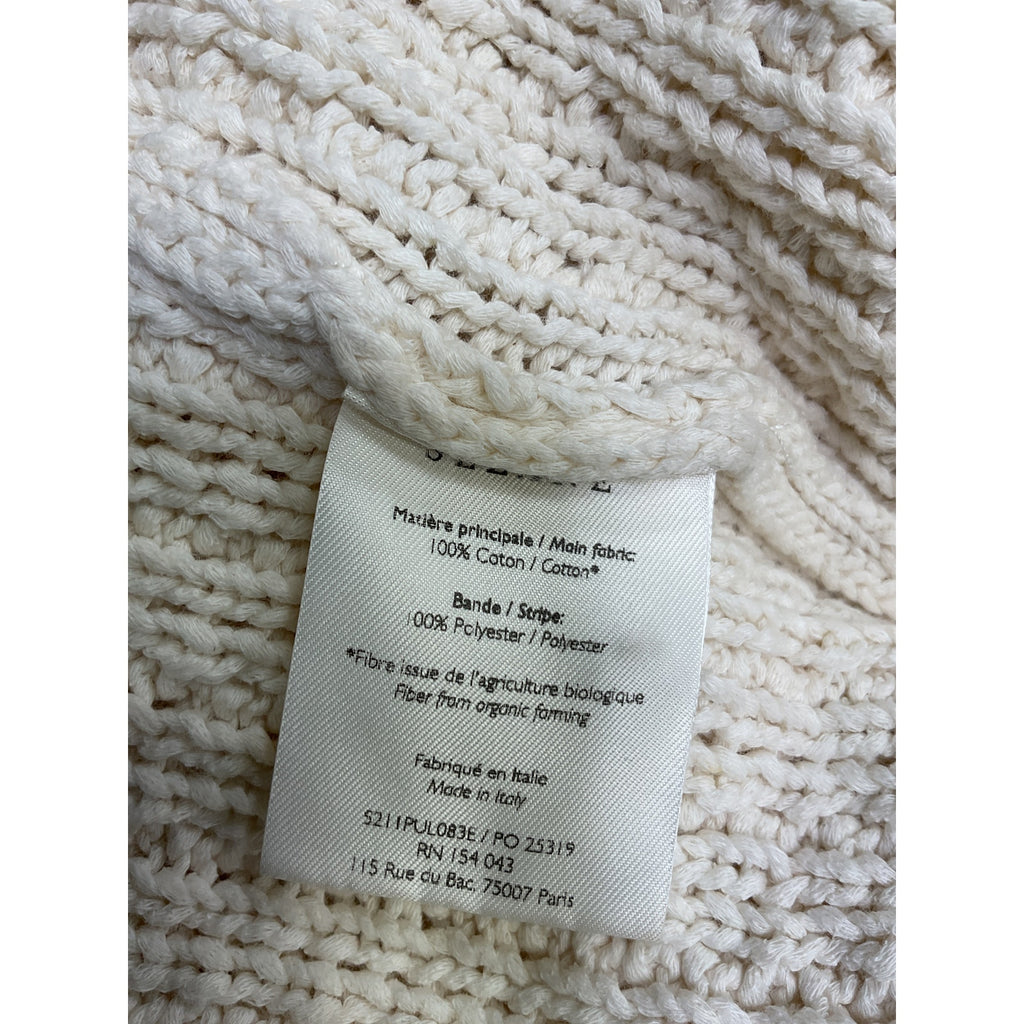 Matière principale / Main fabric:
100% Coton / Cotton*
Bande / Stripe:
100% Polyester / Polyester
*Fibre issue de l'agriculture biologique
Fiber from organic farming
Fabriqué en Italie
Made in Italy
S211PUL083E / PO 25319
RN 154 043
115 Rue du Bac, 75007 Paris